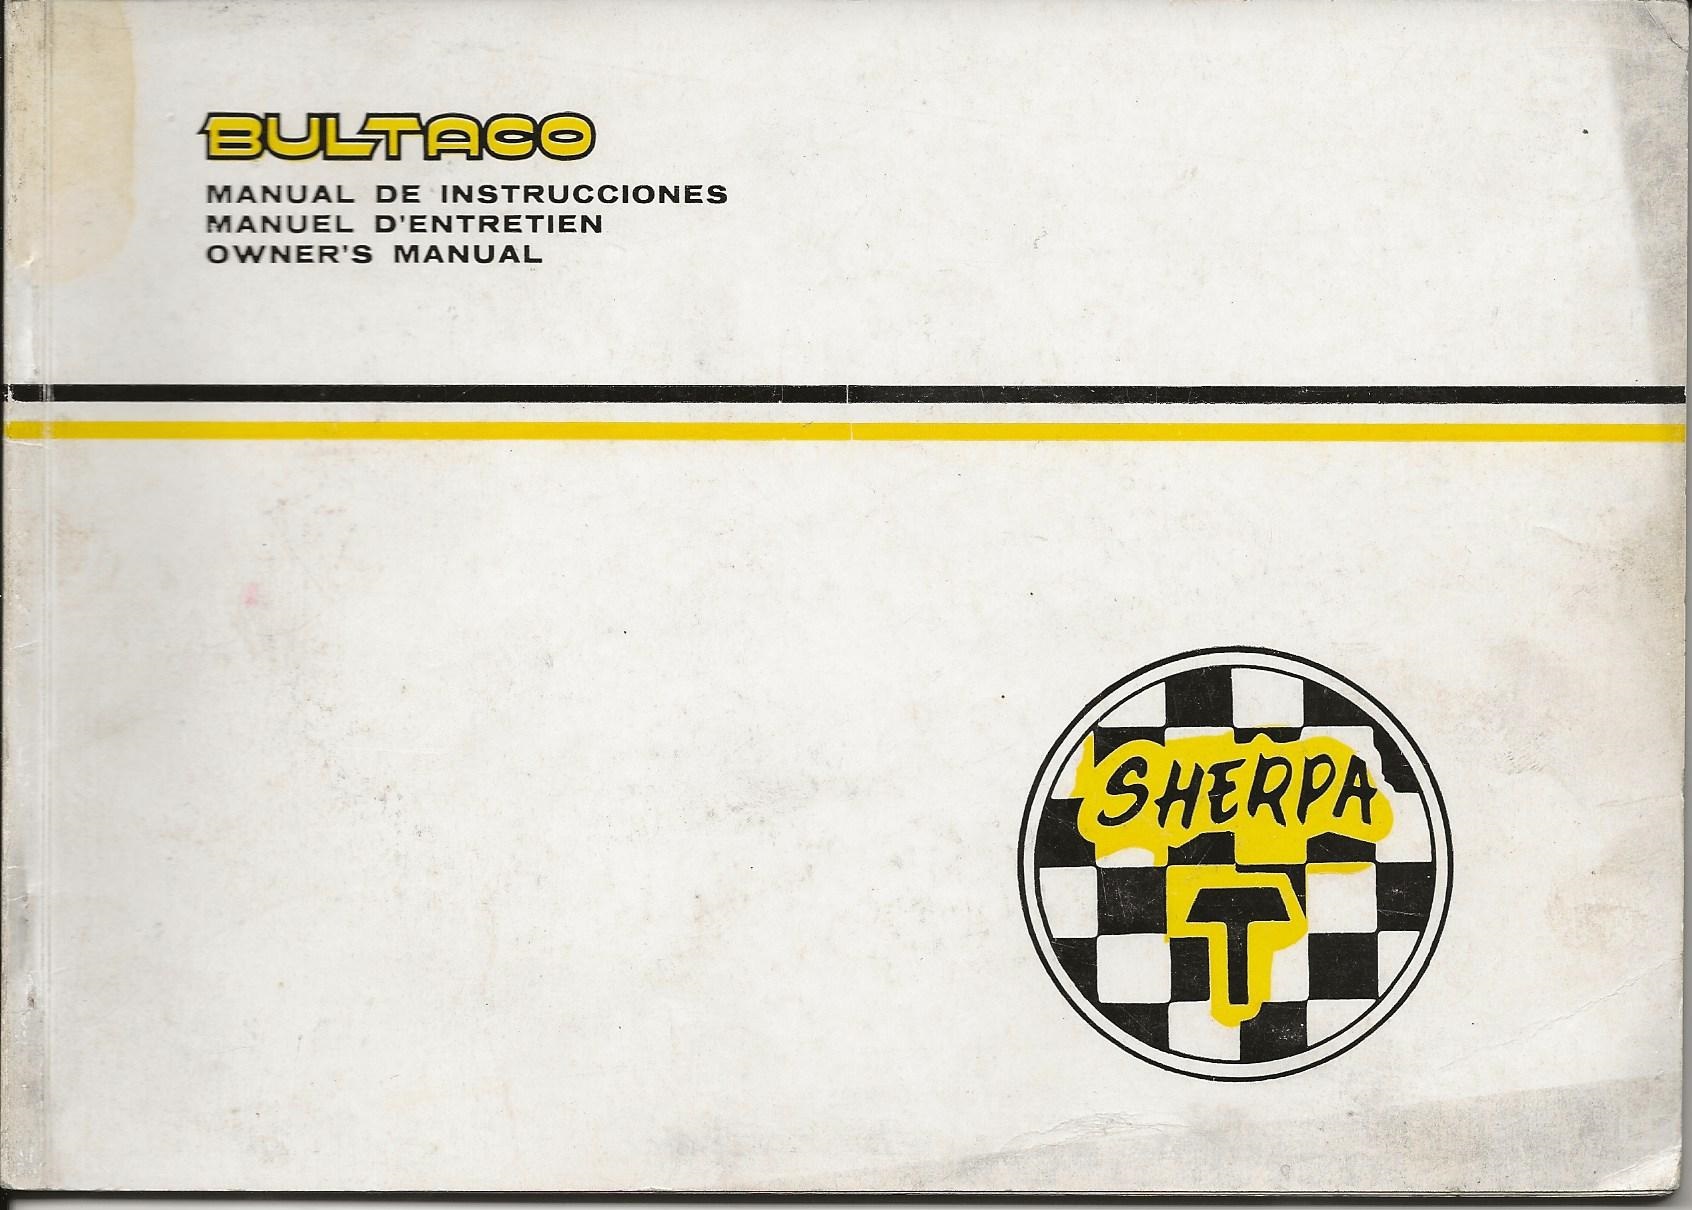 BULTACO
MANUAL DE INSTRUCCIONES
MANUEL D'ENTRETIEN
OWNER'S MANUAL
SHERPA
T